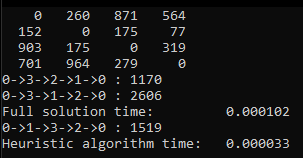 0 260 871 564
152 0 175 77
903 175 0 319
701 964 279 0
0->3->2->1->0 : 1170
0->3->1->2->0 : 2606
Full solution time: 0.000102
0->1->3->2->0 : 1519
Heuristic algorithm time: 0.000033